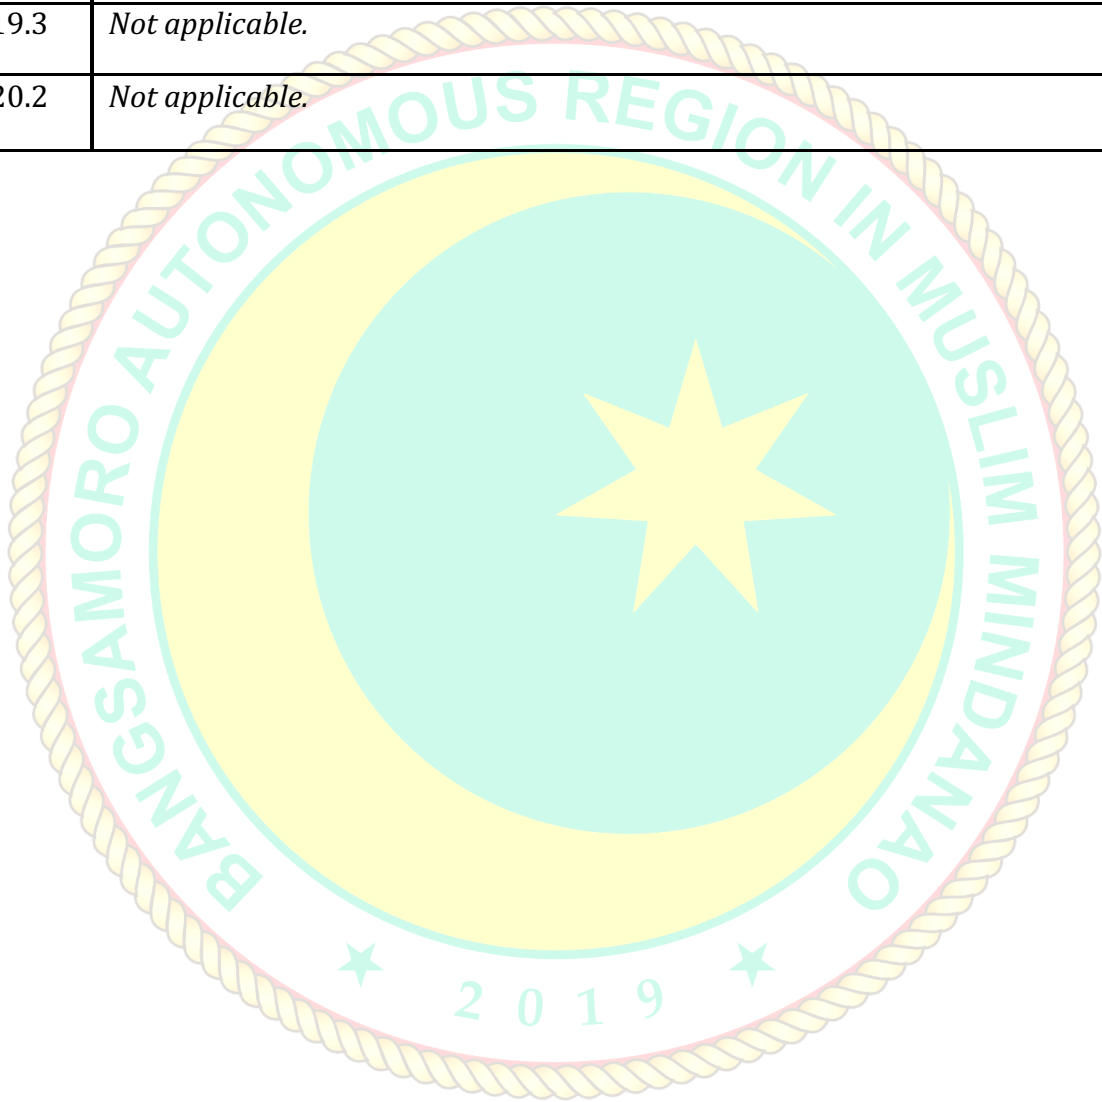 19.3 Not applicable.
20.2 Not applicable.
BANGSAMORO AUTONOMOUS REGION IN MUSLIM MINDANAO
2019